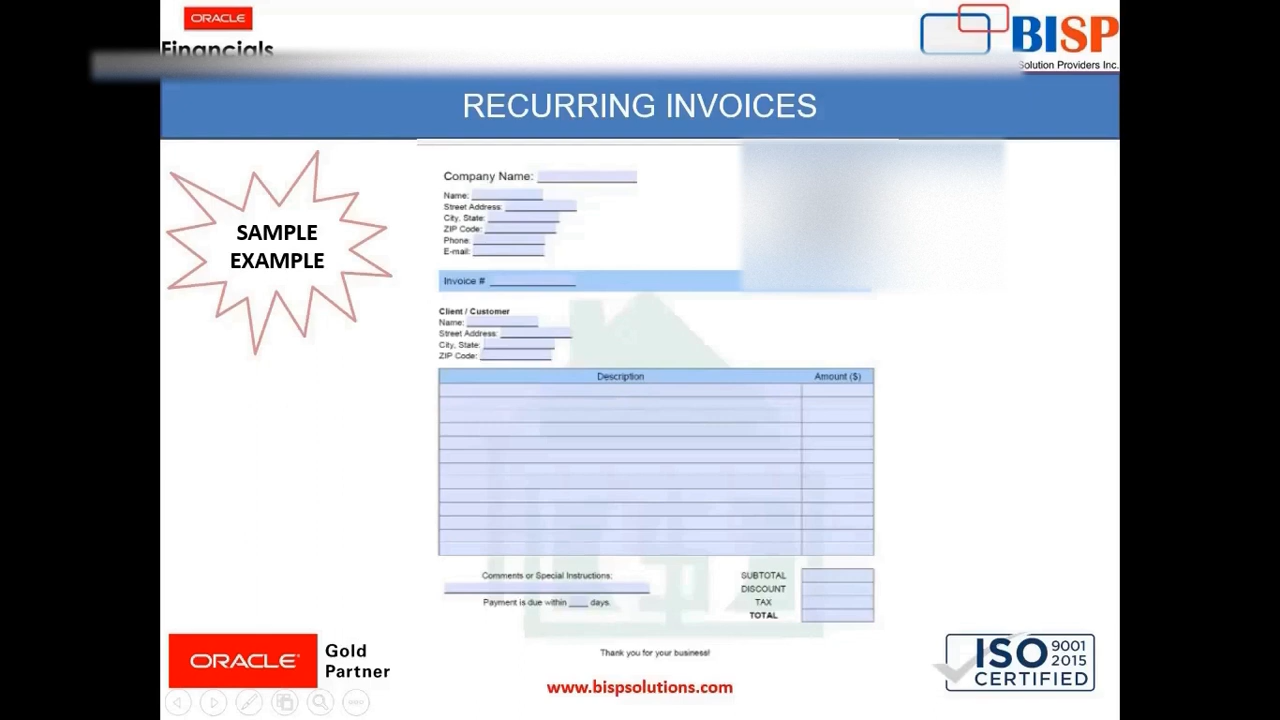 ORACLE
Financials
BISP
Solution Providers Inc.
RECURRING INVOICES
SAMPLE
EXAMPLE
Company Name:
Name:
Street Address:
City, State:
ZIP Code:
Phone:
E-mail:
Invoice #
Client / Customer
Name:
Street Address:
City, State:
ZIP Code:
Description Amount ($)
Comments or Special Instructions:
Payment is due within ____ days.
SUBTOTAL
DISCOUNT
TAX
TOTAL
Thank you for your business!
ORACLE®
Gold
Partner
www.bispsolutions.com
ISO 9001
2015
CERTIFIED